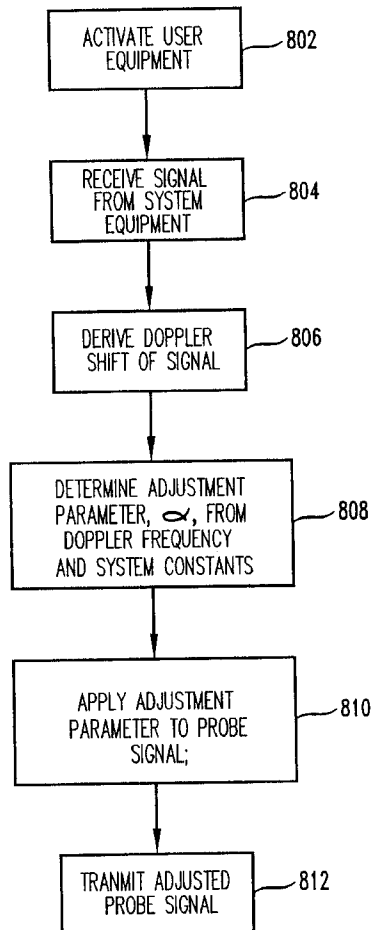 ACTIVATE USER
EQUIPMENT
802
RECEIVE SIGNAL
FROM SYSTEM
EQUIPMENT
804
DERIVE DOPPLER
SHIFT OF SIGNAL
806
DETERMINE ADJUSTMENT
PARAMETER, α, FROM
DOPPLER FREQUENCY
AND SYSTEM CONSTANTS
808
APPLY ADJUSTMENT
PARAMETER TO PROBE
SIGNAL;
810
TRANMIT ADJUSTED
PROBE SIGNAL
812